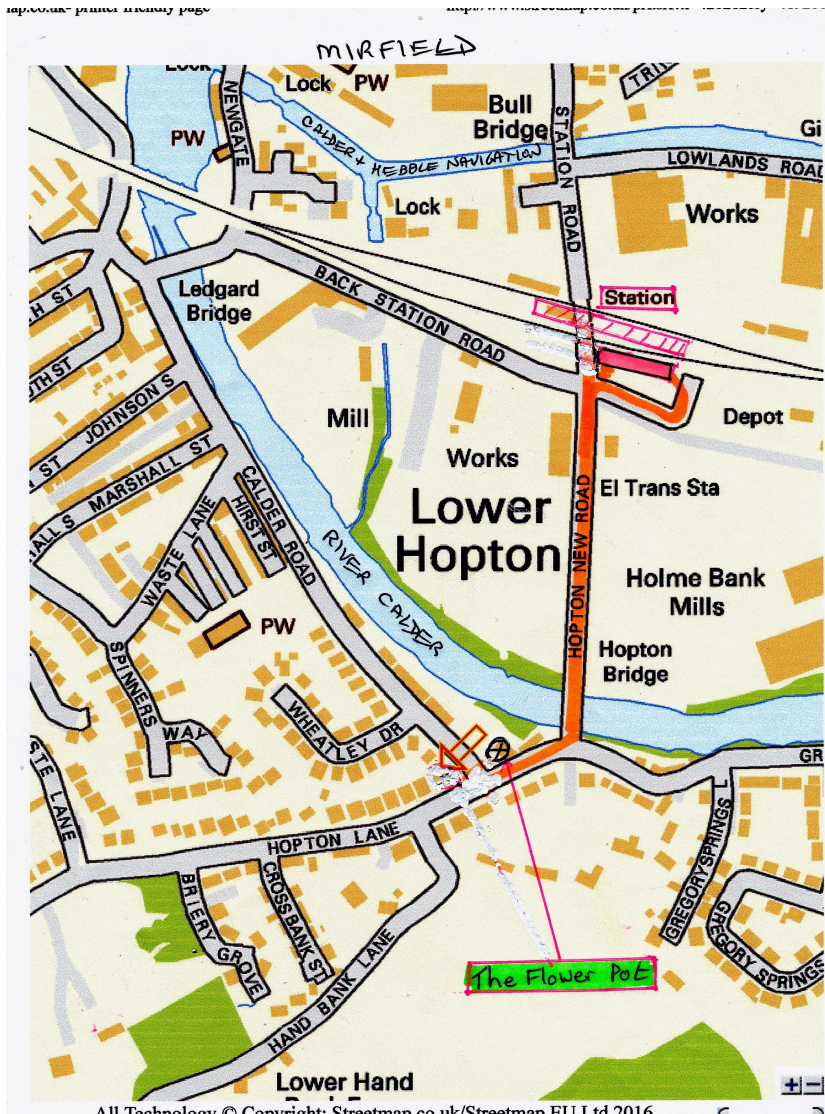 MIRFIELD
Lock
Lock
PW
NEWGATE
Bull
Bridge
STATION ROAD
PW
CALDER + HEBBLE NAVIGATION
LOWLANDS ROAD
Lock
Works
Ledgard
Bridge
BACK STATION ROAD
Station
JOHNSON S
Mill
Depot
MARSHALL ST
Works
CALDER ROAD
HIRST ST
El Trans Sta
Lower
Hopton
WASTE LANE
RIVER CALDER
HOPTON NEW ROAD
Holme Bank
Mills
PW
Hopton
Bridge
SPINNERS
WAY
WHEATLEY DR
GR
HOPTON LANE
GREGORY SPRINGS L
BRIERY GROVE
CROSS BANK ST
GREGORY SPRINGS
HAND BANK LANE
The Flower Pot
Lower Hand
All Technology © Copyright: Streetmap.co.uk/Streetmap EU Ltd 2016